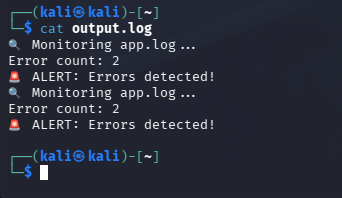 ┌──(kali㉿kali)-[~]
└─$ cat output.log
🔍 Monitoring app.log...
Error count: 2
🚨 ALERT: Errors detected!
🔍 Monitoring app.log...
Error count: 2
🚨 ALERT: Errors detected!

┌──(kali㉿kali)-[~]
└─$